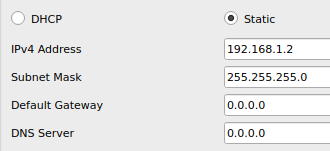 DHCP Static
IPv4 Address 192.168.1.2
Subnet Mask 255.255.255.0
Default Gateway 0.0.0.0
DNS Server 0.0.0.0